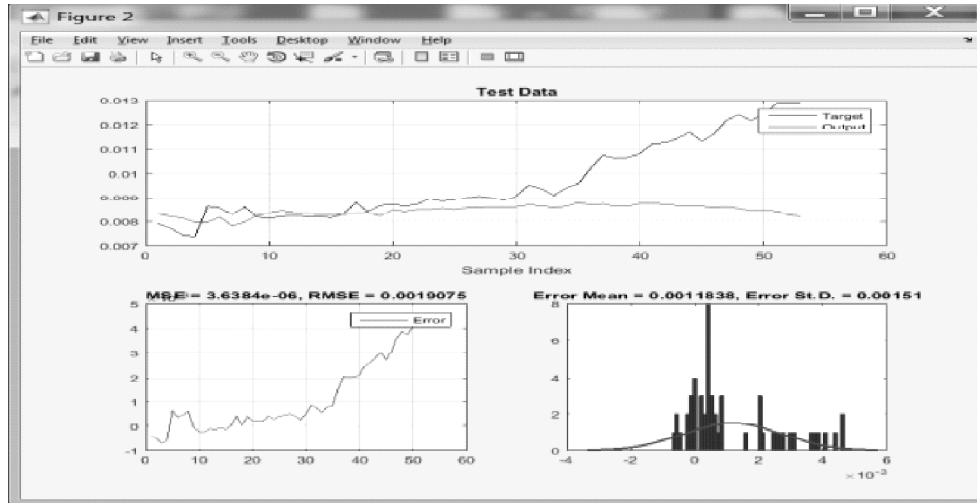 Figure 2
File Edit View Insert Tools Desktop Window Help
Test Data
0.013
0.012
0.011
0.01
0.009
0.008
0.007
Target
Output
0 10 20 30 40 50 60
Sample Index
MSE = 3.6384e-06, RMSE = 0.0019075
5
4
3
2
1
0
-1
Error
0 10 20 30 40 50 60
Error Mean = 0.0011838, Error St.D. = 0.00151
8
6
4
2
0
-4 -2 0 2 4 6
× 10⁻³